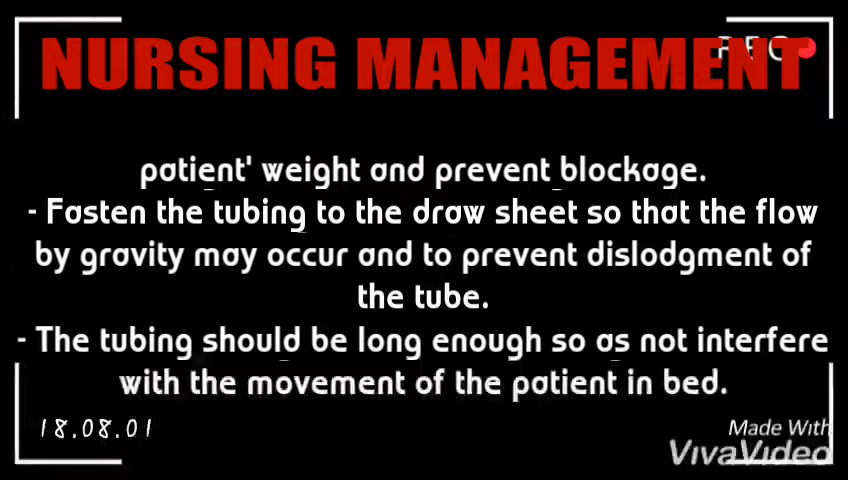 NURSING MANAGEMENT
REC
patient' weight and prevent blockage.
- Fasten the tubing to the draw sheet so that the flow
by gravity may occur and to prevent dislodgment of
the tube.
- The tubing should be long enough so as not interfere
with the movement of the patient in bed.
18.08.01
Made With
VivaVideo